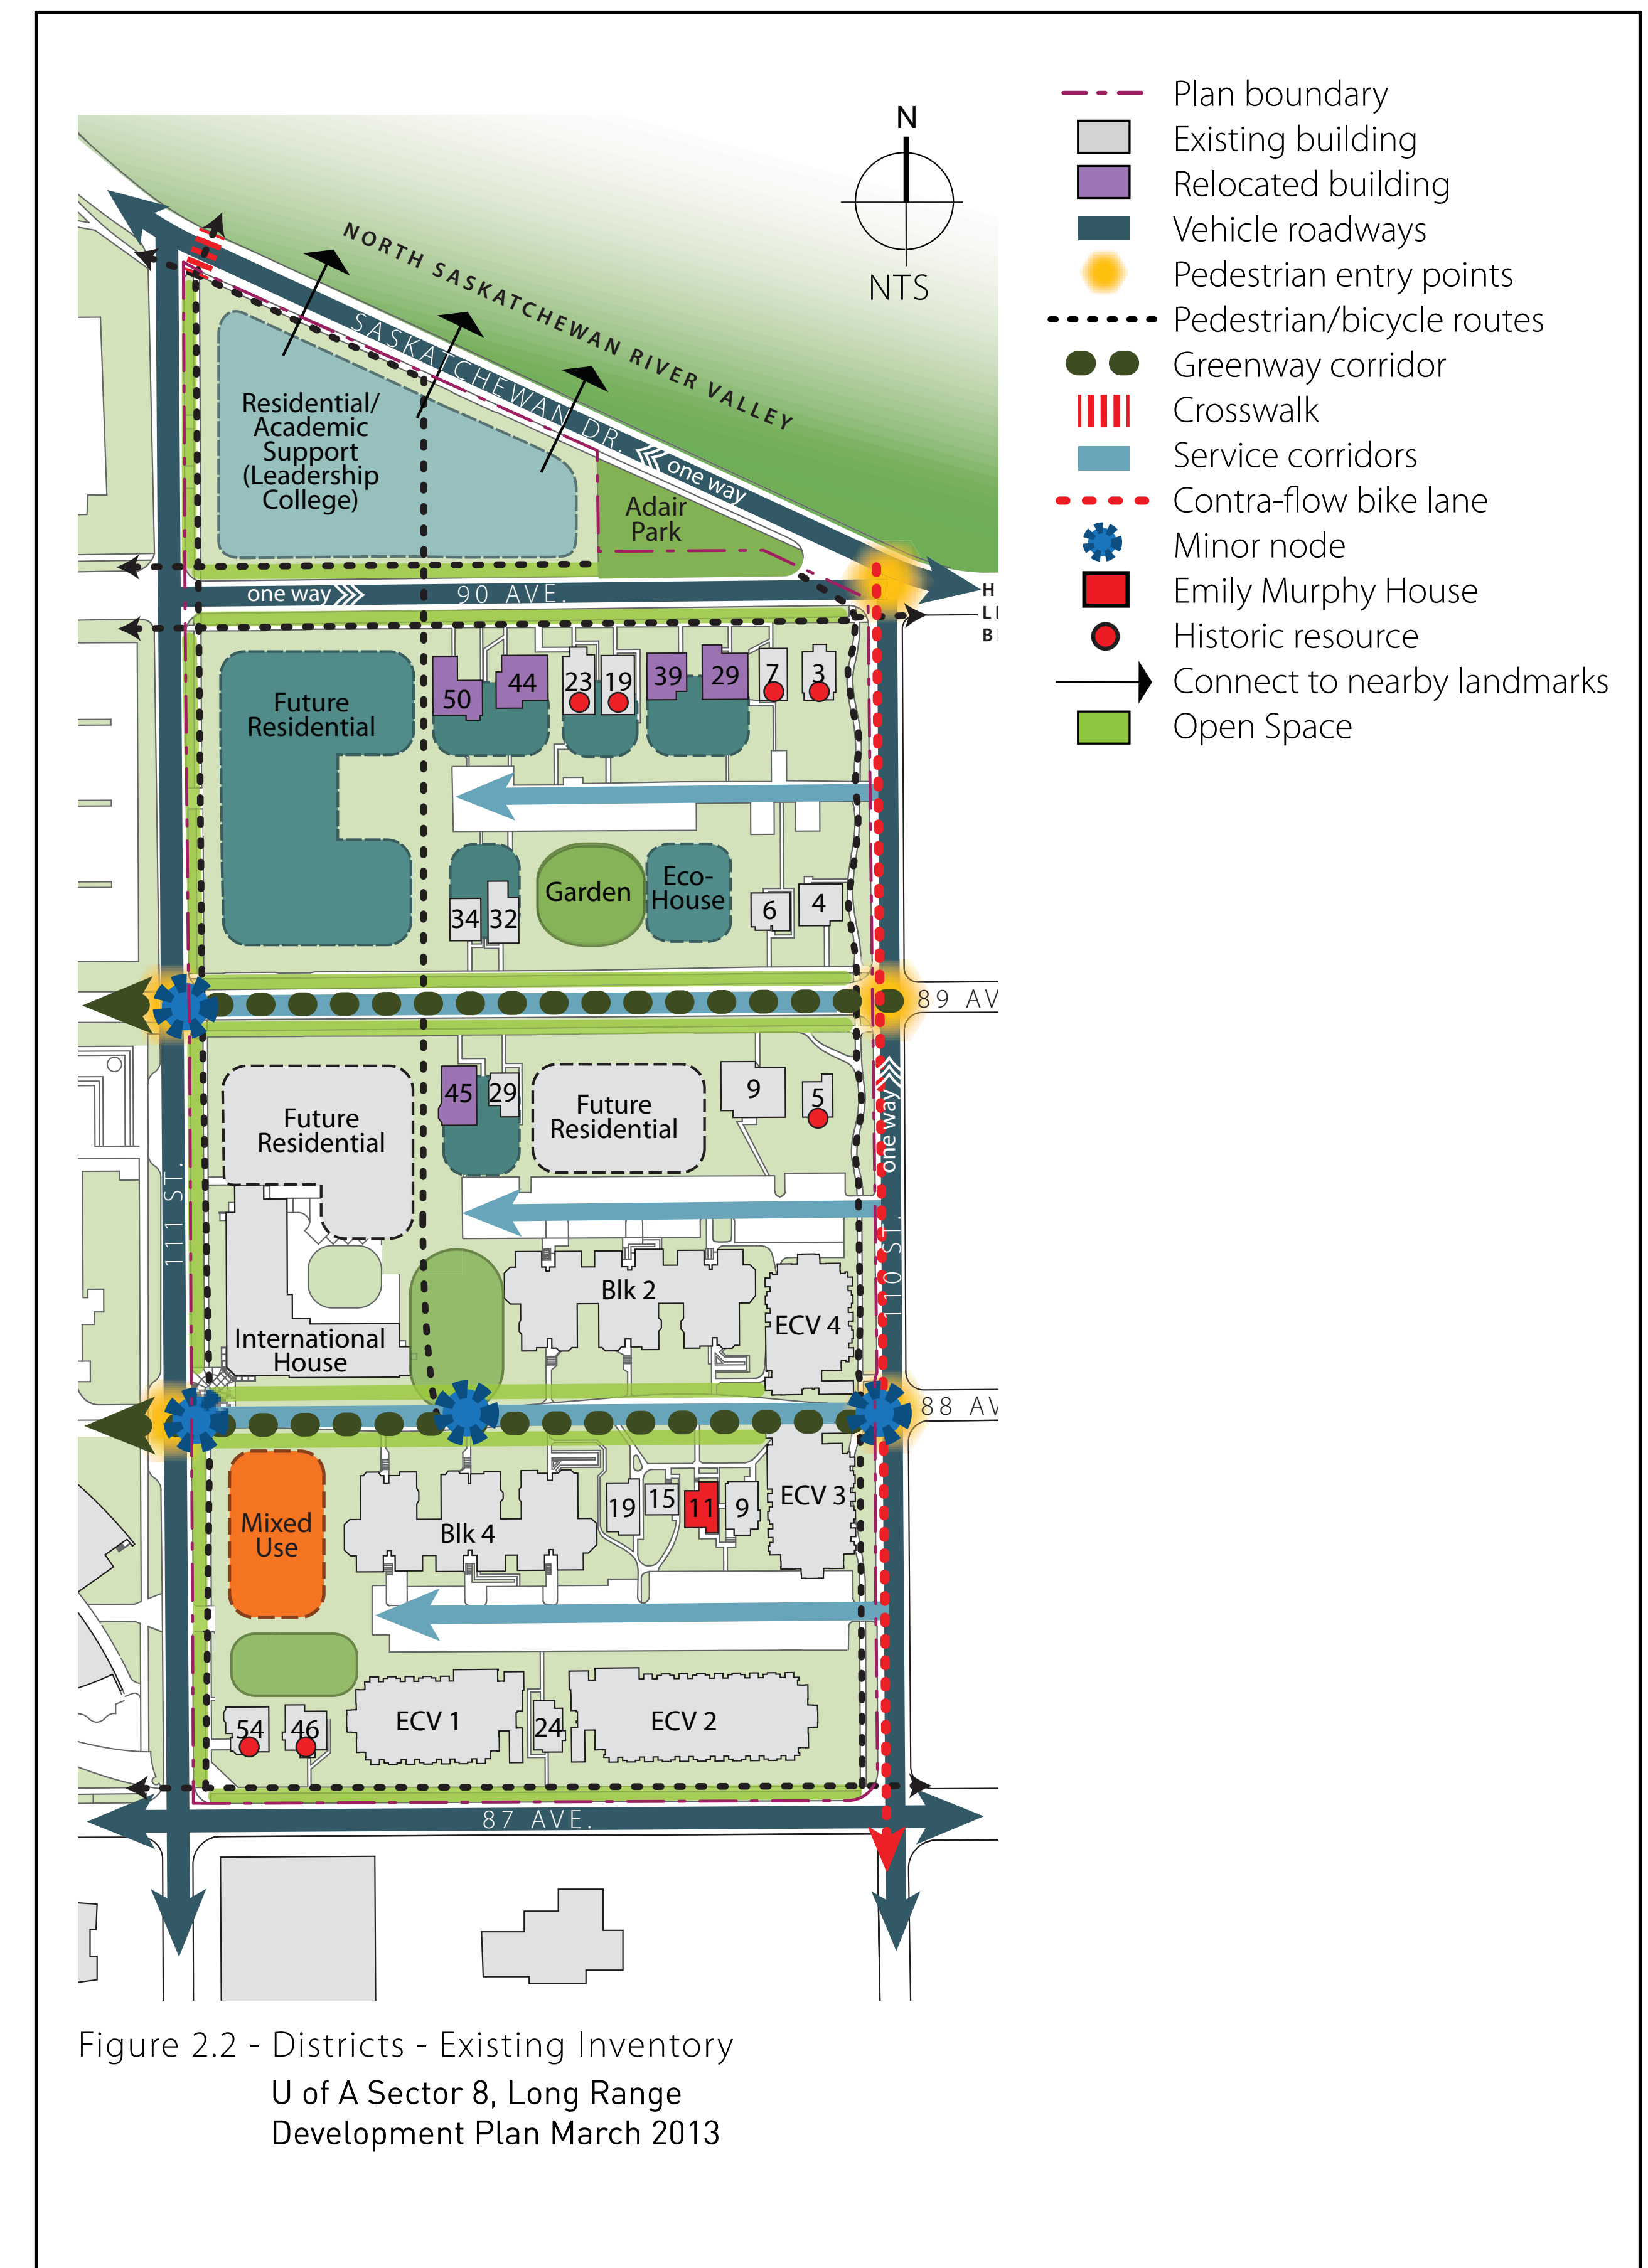 N
NTS
Plan boundary
Existing building
Relocated building
Vehicle roadways
Pedestrian entry points
Pedestrian/bicycle routes
Greenway corridor
Crosswalk
Service corridors
Contra-flow bike lane
Minor node
Emily Murphy House
Historic resource
Connect to nearby landmarks
Open Space
NORTH SASKATCHEWAN RIVER VALLEY
SASKATCHEWAN DR.
one way
Residential/
Academic
Support
(Leadership
College)
Adair
Park
one way
90 AVE.
H
LI
Future
Residential
50
44
23
19
39
29
7
3
34
32
Garden
Eco-
House
6
4
89 AV
Future
Residential
45
29
Future
Residential
9
5
one way
111 ST.
110 ST.
International
House
Blk 2
ECV 4
88 AV
Mixed
Use
Blk 4
19
15
11
9
ECV 3
54
46
ECV 1
24
ECV 2
87 AVE.
Figure 2.2 - Districts - Existing Inventory
U of A Sector 8, Long Range
Development Plan March 2013